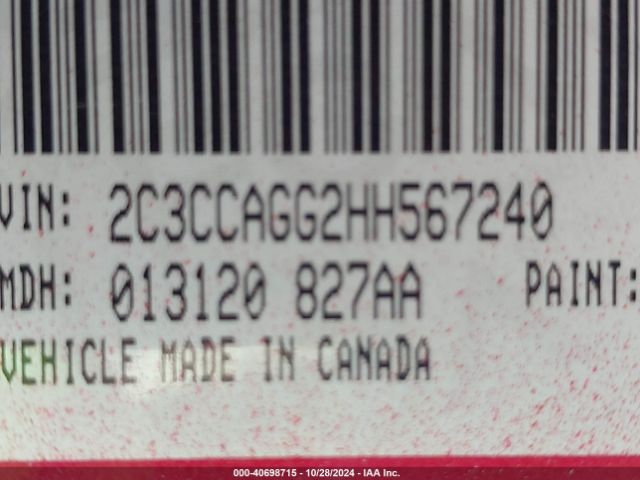 VIN: 2C3CCAGG2HH567240
MDH: 013120 827AA PAINT:
VEHICLE MADE IN CANADA
000-40698715 - 10/28/2024 - IAA Inc.